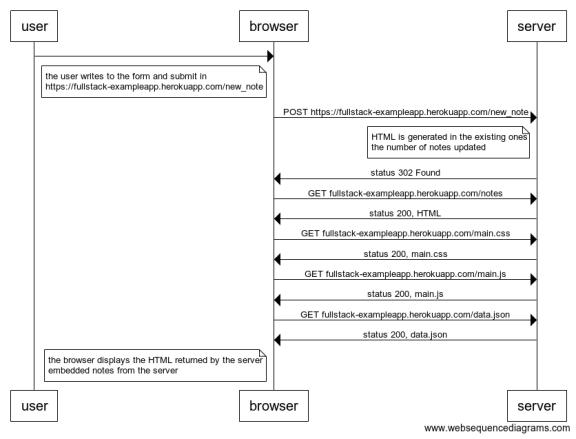 user browser server
the user writes to the form and submit in
https://fullstack-exampleapp.herokuapp.com/new_note
POST https://fullstack-exampleapp.herokuapp.com/new_note
HTML is generated in the existing ones
the number of notes updated
status 302 Found
GET fullstack-exampleapp.herokuapp.com/notes
status 200, HTML
GET fullstack-exampleapp.herokuapp.com/main.css
status 200, main.css
GET fullstack-exampleapp.herokuapp.com/main.js
status 200, main.js
GET fullstack-exampleapp.herokuapp.com/data.json
status 200, data.json
the browser displays the HTML returned by the server
embedded notes from the server
user browser server
www.websequencediagrams.com